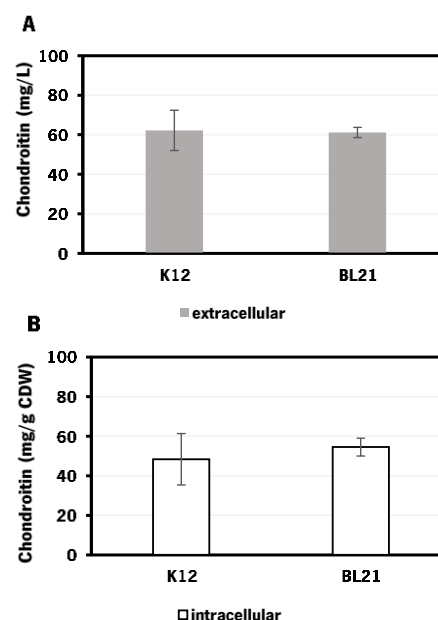 A
Chondroitin (mg/L)
100
80
60
40
20
0
K12 BL21
extracellular
B
Chondroitin (mg/g CDW)
100
80
60
40
20
0
K12 BL21
intracellular